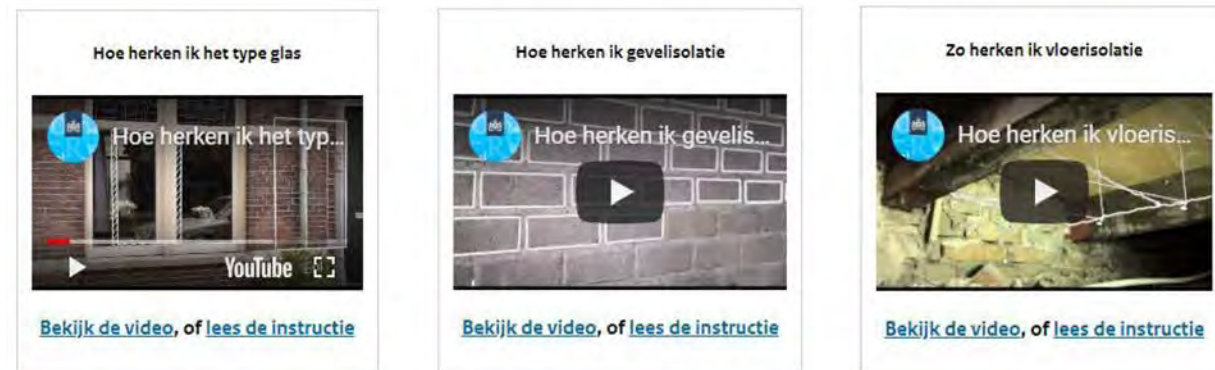 Hoe herken ik het type glas
Hoe herken ik het typ...
YouTube
Bekijk de video, of lees de instructie
Hoe herken ik gevelisolatie
Hoe herken ik gevelis...
Bekijk de video, of lees de instructie
Zo herken ik vloerisolatie
Hoe herken ik vloeris...
Bekijk de video, of lees de instructie